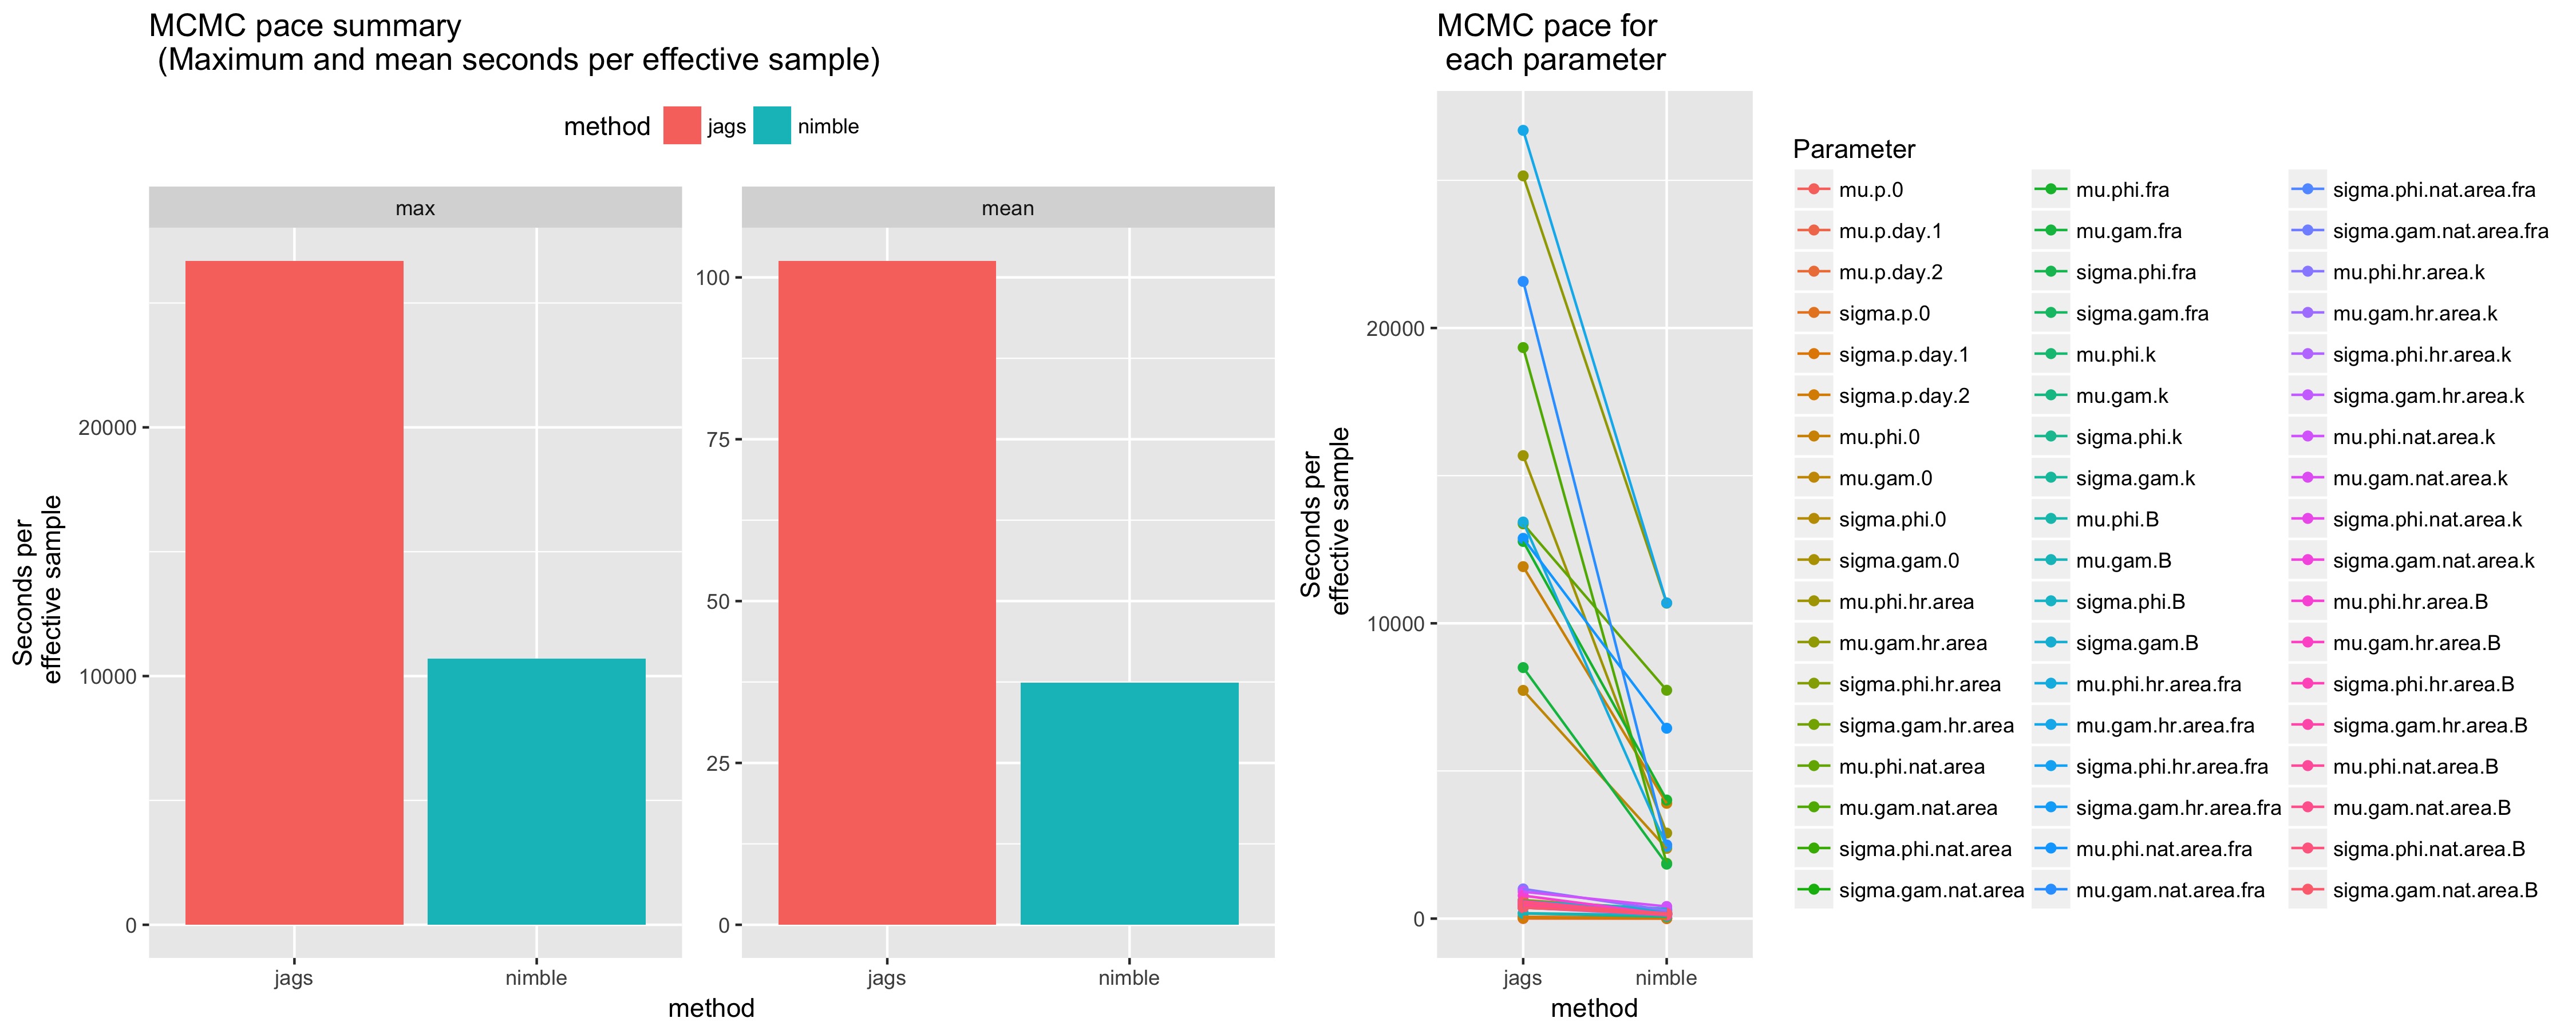 MCMC pace summary
(Maximum and mean seconds per effective sample)
method jags nimble
max
mean
Seconds per
effective sample
20000
10000
0
100
75
50
25
0
jags
nimble
jags
nimble
method
MCMC pace for
each parameter
Seconds per
effective sample
20000
10000
0
jags
nimble
method
Parameter
mu.p.0
mu.p.day.1
mu.p.day.2
sigma.p.0
sigma.p.day.1
sigma.p.day.2
mu.phi.0
mu.gam.0
sigma.phi.0
sigma.gam.0
mu.phi.hr.area
mu.gam.hr.area
sigma.phi.hr.area
sigma.gam.hr.area
mu.phi.nat.area
mu.gam.nat.area
sigma.phi.nat.area
sigma.gam.nat.area
mu.phi.fra
mu.gam.fra
sigma.phi.fra
sigma.gam.fra
mu.phi.k
mu.gam.k
sigma.phi.k
sigma.gam.k
mu.phi.B
mu.gam.B
sigma.phi.B
sigma.gam.B
mu.phi.hr.area.fra
mu.gam.hr.area.fra
sigma.phi.hr.area.fra
sigma.gam.hr.area.fra
mu.phi.nat.area.fra
mu.gam.nat.area.fra
sigma.phi.nat.area.fra
sigma.gam.nat.area.fra
mu.phi.hr.area.k
mu.gam.hr.area.k
sigma.phi.hr.area.k
sigma.gam.hr.area.k
mu.phi.nat.area.k
mu.gam.nat.area.k
sigma.phi.nat.area.k
sigma.gam.nat.area.k
mu.phi.hr.area.B
mu.gam.hr.area.B
sigma.phi.hr.area.B
sigma.gam.hr.area.B
mu.phi.nat.area.B
mu.gam.nat.area.B
sigma.phi.nat.area.B
sigma.gam.nat.area.B